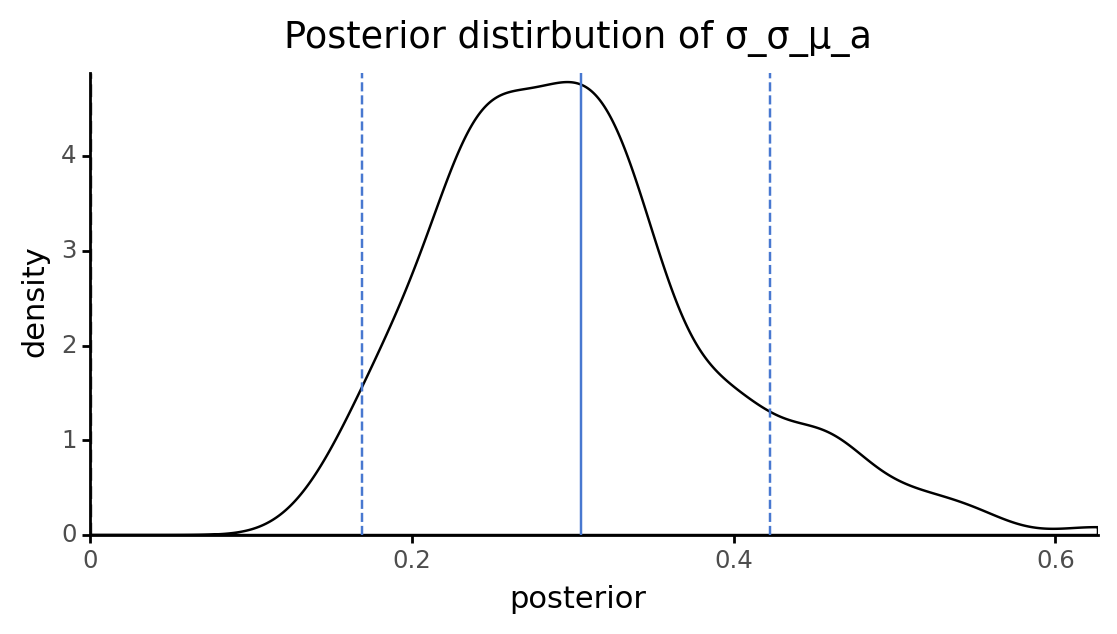 Posterior distirbution of σ_σ_μ_a
density
4
3
2
1
0
0 0.2 0.4 0.6
posterior